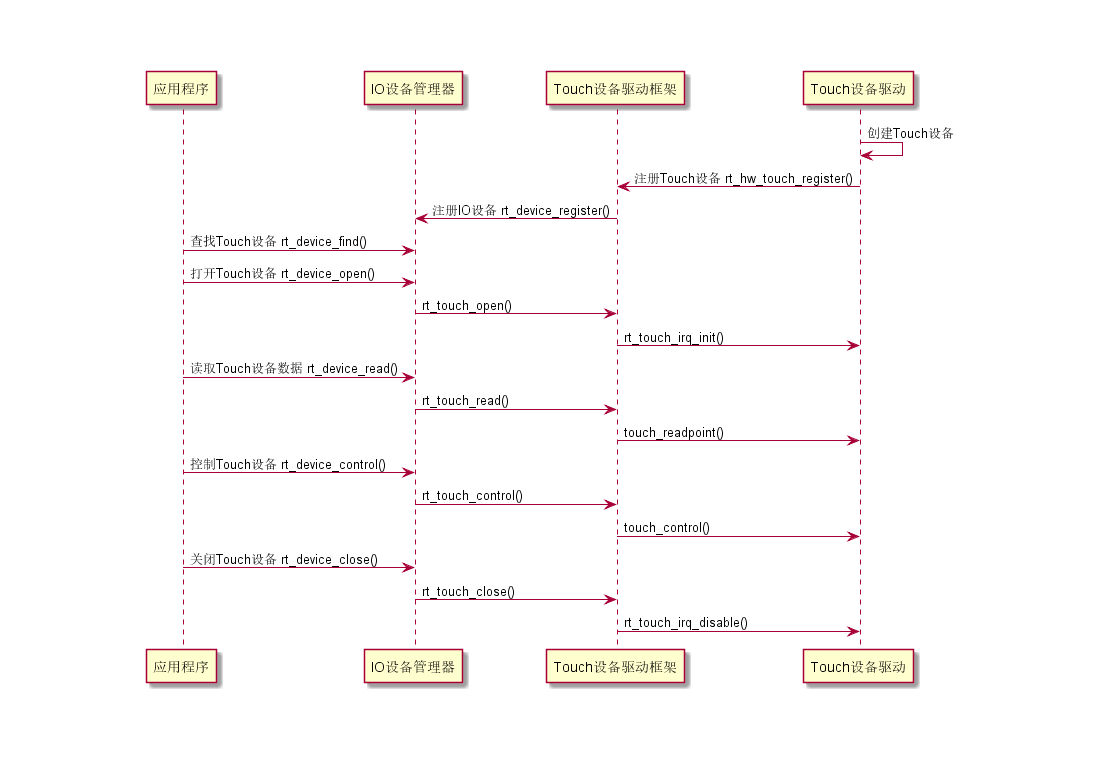 应用程序
IO设备管理器
Touch设备驱动框架
Touch设备驱动
创建Touch设备
注册Touch设备 rt_hw_touch_register()
注册IO设备 rt_device_register()
查找Touch设备 rt_device_find()
打开Touch设备 rt_device_open()
rt_touch_open()
rt_touch_irq_init()
读取Touch设备数据 rt_device_read()
rt_touch_read()
touch_readpoint()
控制Touch设备 rt_device_control()
rt_touch_control()
touch_control()
关闭Touch设备 rt_device_close()
rt_touch_close()
rt_touch_irq_disable()
应用程序
IO设备管理器
Touch设备驱动框架
Touch设备驱动